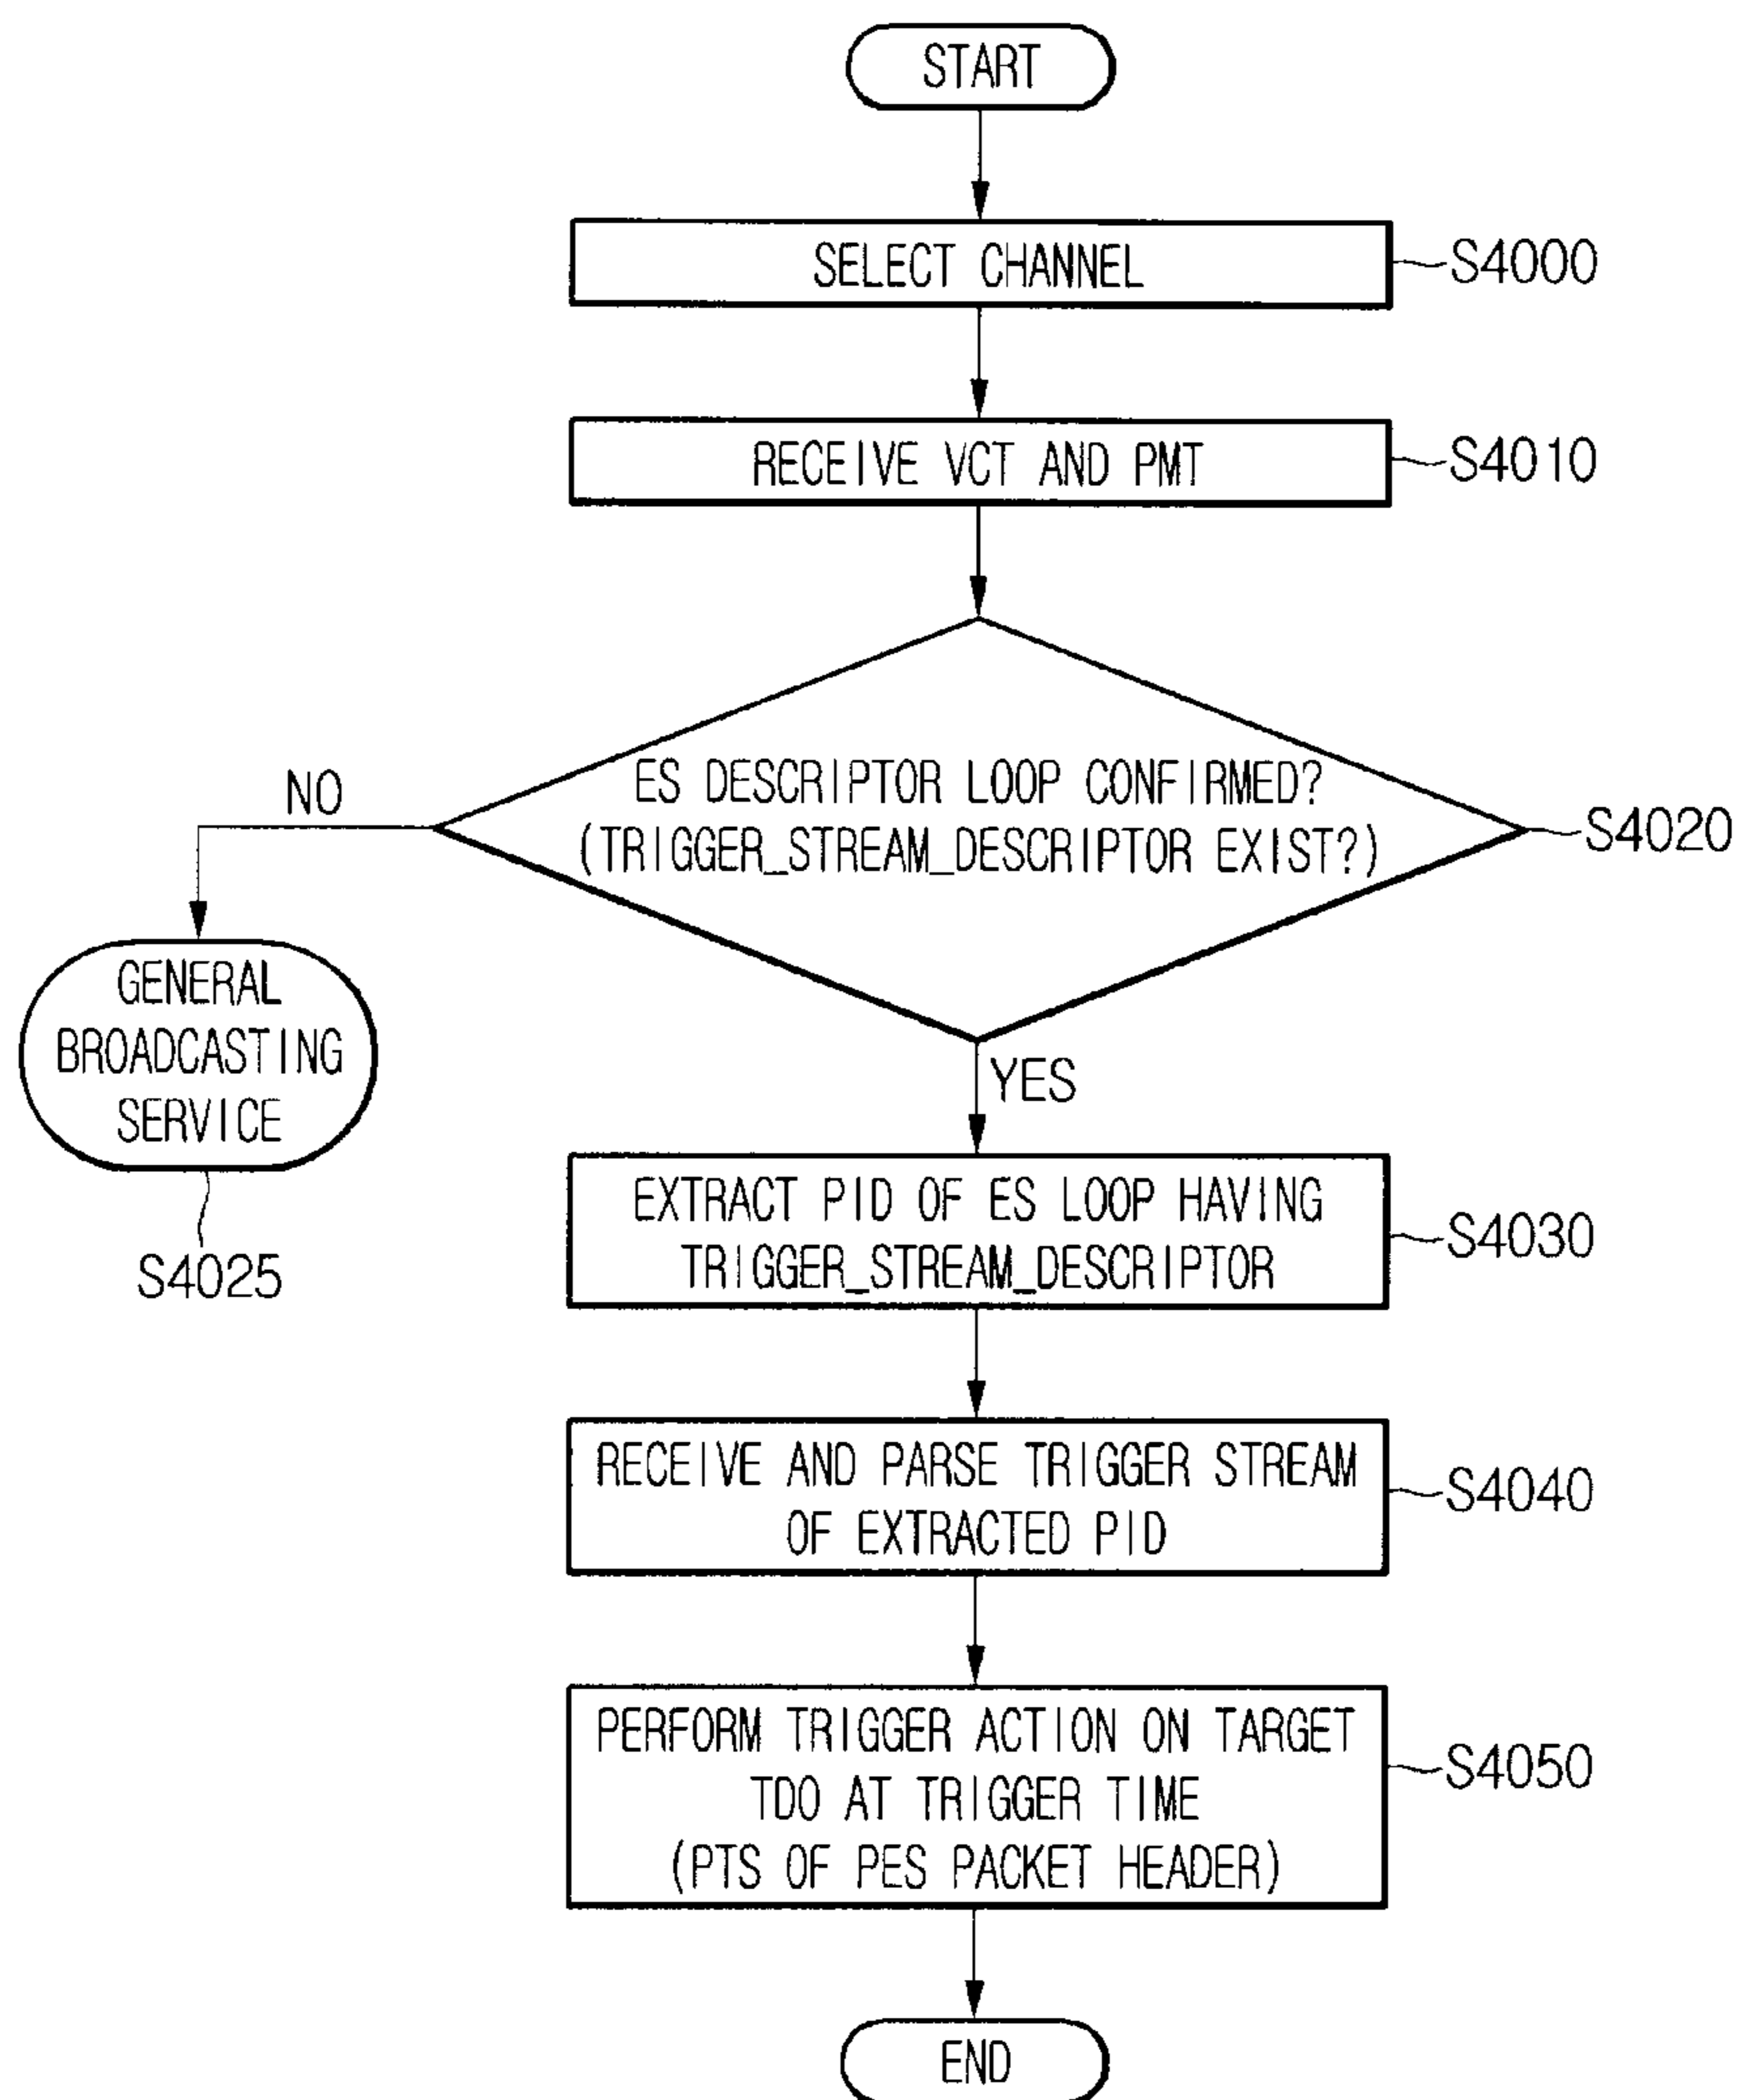 START
SELECT CHANNEL
S4000
RECEIVE VCT AND PMT
S4010
ES DESCRIPTOR LOOP CONFIRMED?
(TRIGGER_STREAM_DESCRIPTOR EXIST?)
S4020
NO
GENERAL
BROADCASTING
SERVICE
S4025
YES
EXTRACT PID OF ES LOOP HAVING
TRIGGER_STREAM_DESCRIPTOR
S4030
RECEIVE AND PARSE TRIGGER STREAM
OF EXTRACTED PID
S4040
PERFORM TRIGGER ACTION ON TARGET
TDO AT TRIGGER TIME
(PTS OF PES PACKET HEADER)
S4050
END